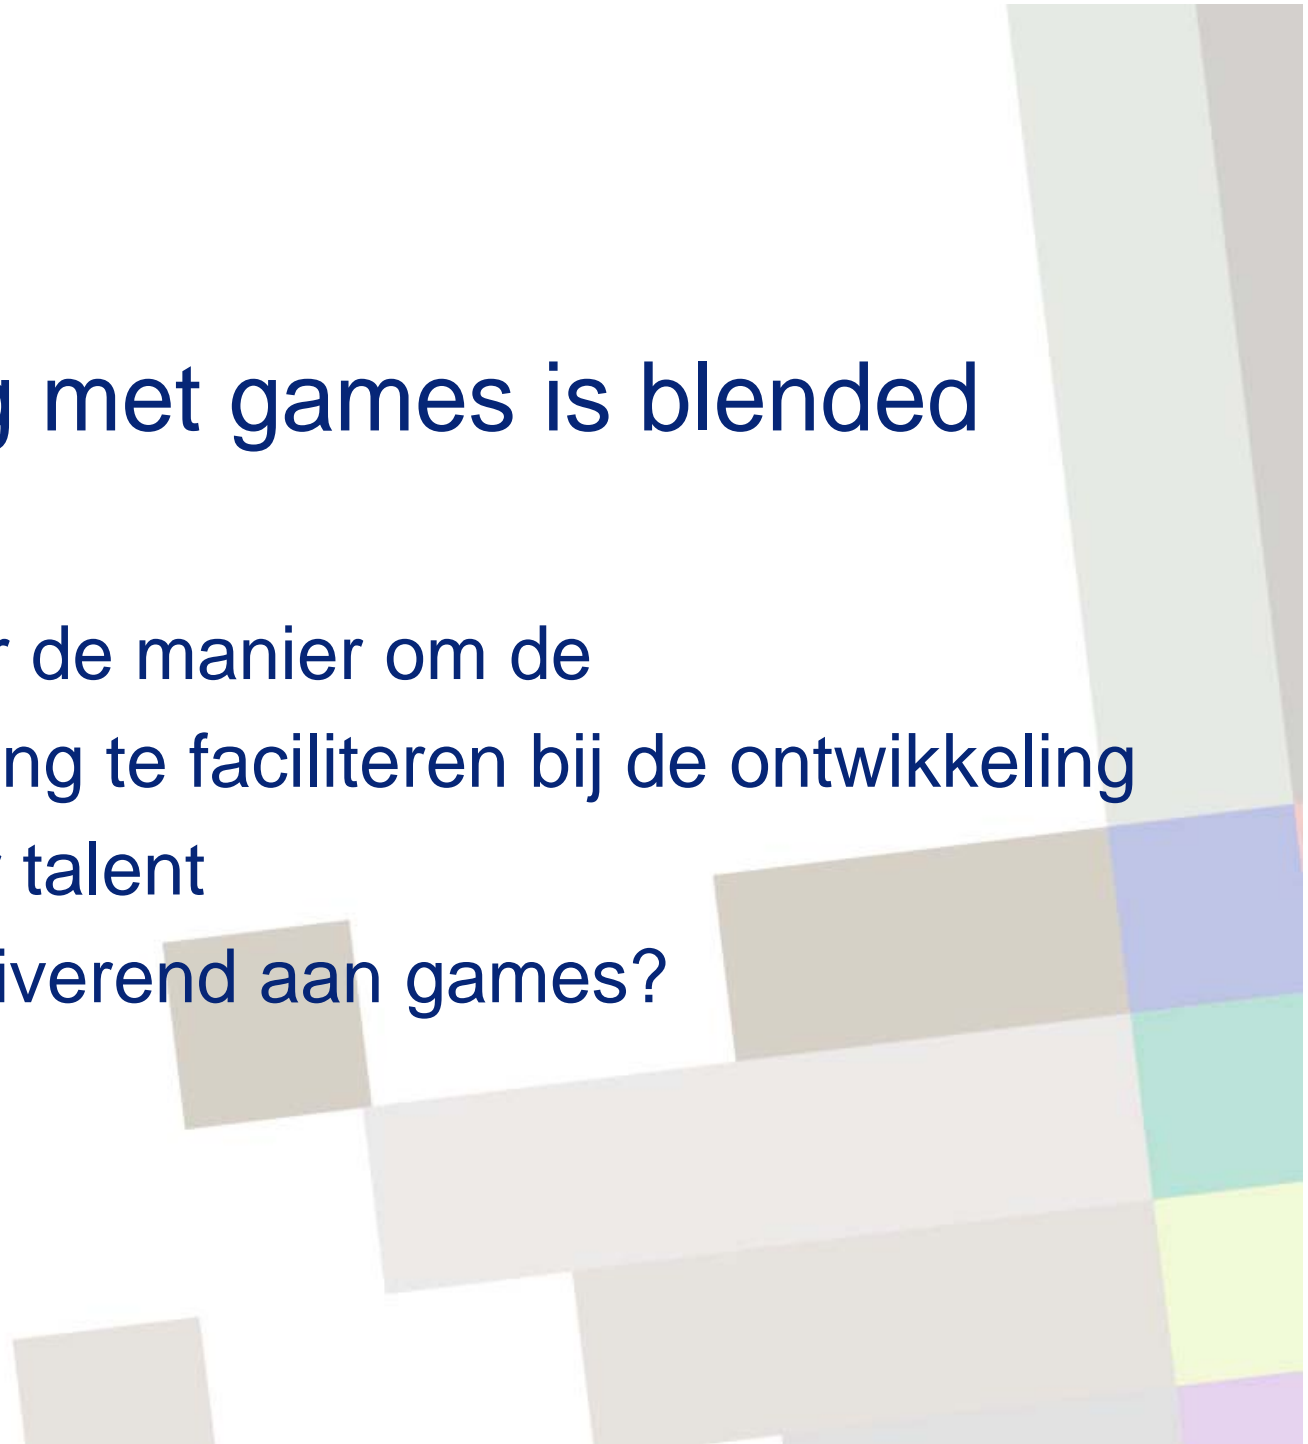 g met games is blended
r de manier om de
ng te faciliteren bij de ontwikkeling
talent
iverend aan games?